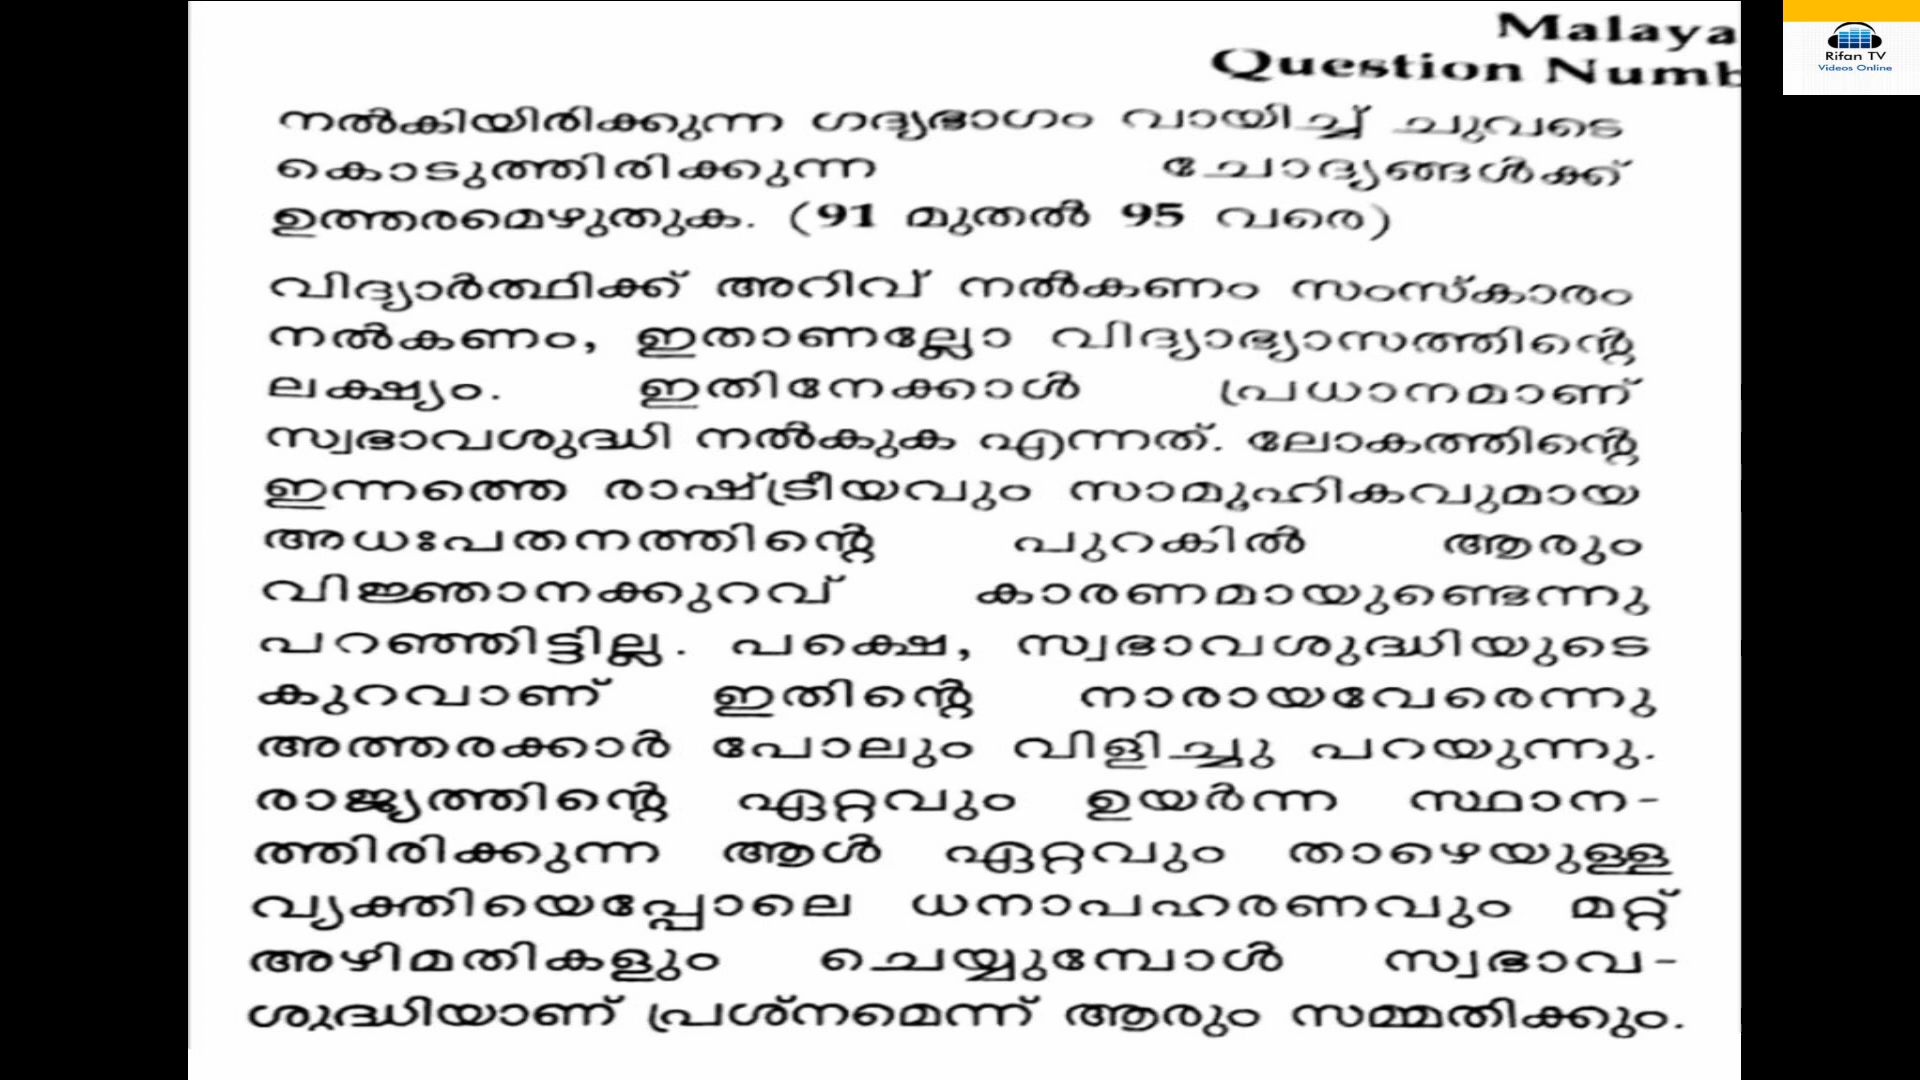 Malaya
Question Numb
Rifan TV
Videos Online
നൽകിയിരിക്കുന്ന ഗദ്യഭാഗം വായിച്ച് ചുവടെ
കൊടുത്തിരിക്കുന്ന ചോദ്യങ്ങൾക്ക്
ഉത്തരമെഴുതുക. (91 മുതൽ 95 വരെ)
വിദ്യാർത്ഥിക്ക് അറിവ് നൽകണം സംസ്കാരം
നൽകണം, ഇതാണല്ലോ വിദ്യാഭ്യാസത്തിന്റെ
ലക്ഷ്യം. ഇതിനേക്കാൾ പ്രധാനമാണ്
സ്വഭാവശുദ്ധി നൽകുക എന്നത്. ലോകത്തിന്റെ
ഇന്നത്തെ രാഷ്ട്രീയവും സാമൂഹികവുമായ
അധഃപതനത്തിന്റെ പുറകിൽ ആരും
വിജ്ഞാനക്കുറവ് കാരണമായുണ്ടെന്നു
പറഞ്ഞിട്ടില്ല. പക്ഷെ, സ്വഭാവശുദ്ധിയുടെ
കുറവാണ് ഇതിന്റെ നാരായവേരെന്നു
അത്തരക്കാർ പോലും വിളിച്ചു പറയുന്നു.
രാജ്യത്തിന്റെ ഏറ്റവും ഉയർന്ന സ്ഥാന-
ത്തിരിക്കുന്ന ആൾ ഏറ്റവും താഴെയുള്ള
വ്യക്തിയെപ്പോലെ ധനാപഹരണവും മറ്റ്
അഴിമതികളും ചെയ്യുമ്പോൾ സ്വഭാവ-
ശുദ്ധിയാണ് പ്രശ്നമെന്ന് ആരും സമ്മതിക്കും.